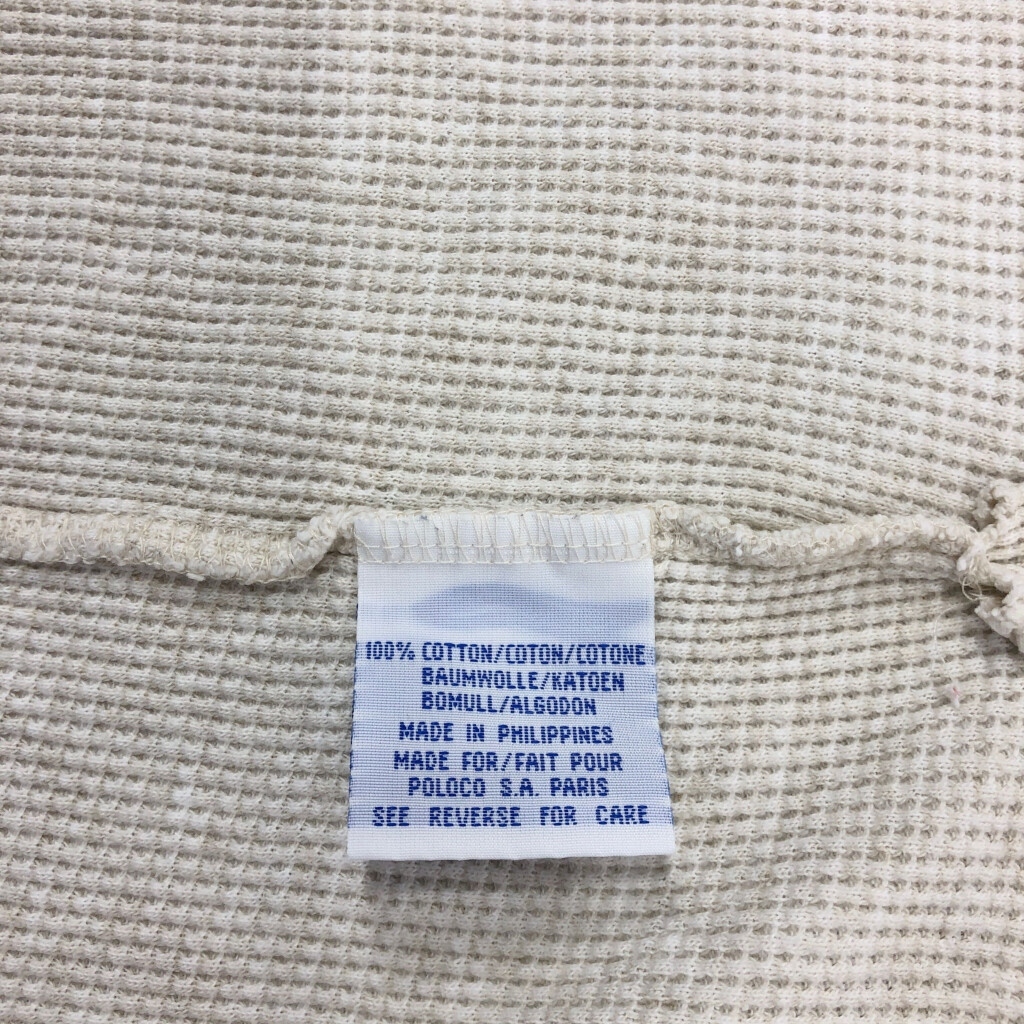 100% COTTON/COTON/COTONE
BAUMWOLLE/KATOEN
BOMULL/ALGODON
MADE IN PHILIPPINES
MADE FOR/FAIT POUR
POLOCO S.A. PARIS
SEE REVERSE FOR CARE